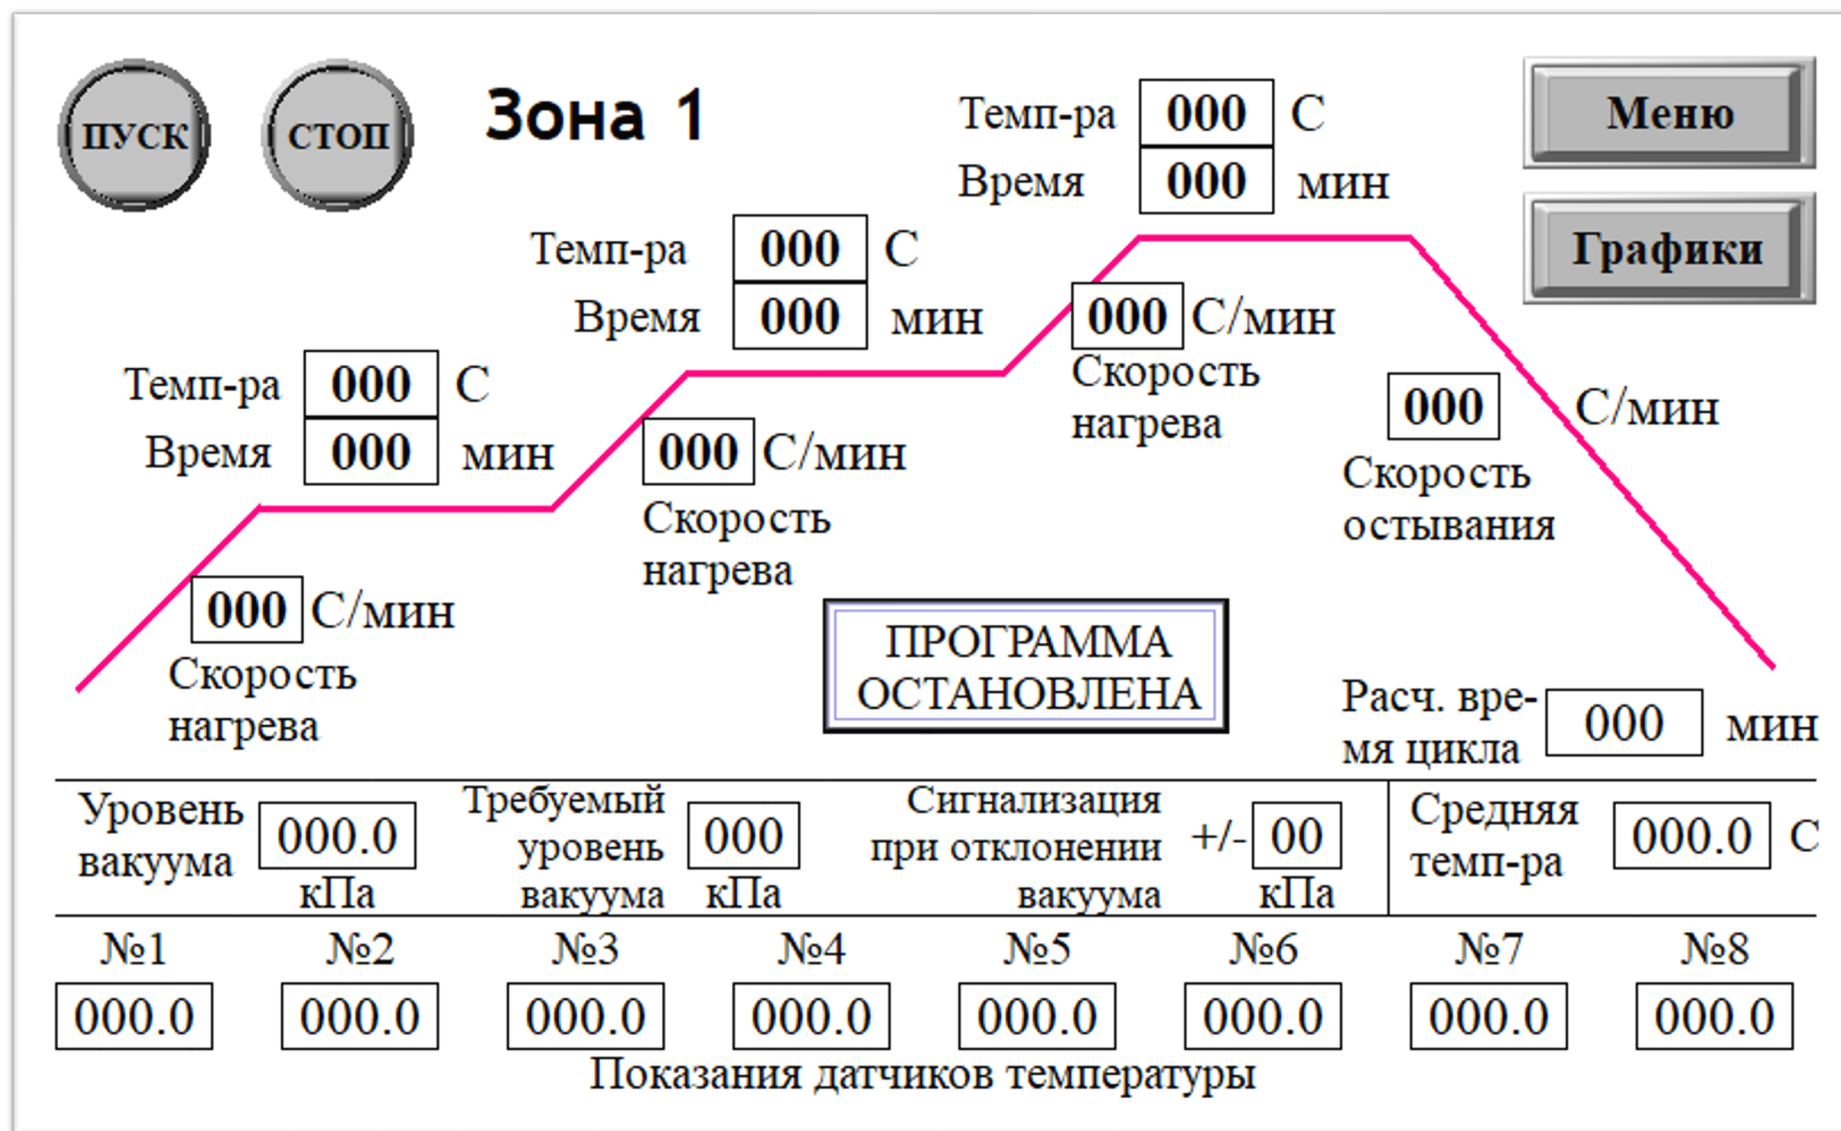 ПУСК
СТОП
Зона 1
Темп-ра 000 С
Время 000 мин
Меню
Графики
Темп-ра 000 С
Время 000 мин
000 С/мин
Скорость
нагрева
Темп-ра 000 С
Время 000 мин
000 С/мин
Скорость
нагрева
000 С/мин
Скорость
остывания
000 С/мин
Скорость
нагрева
ПРОГРАММА
ОСТАНОВЛЕНА
Расч. вре-
мя цикла
000 мин
Уровень
вакуума
000.0
кПа
Требуемый
уровень
вакуума
000
кПа
Сигнализация
при отклонении
вакуума
+/- 00
кПа
Средняя
темп-ра
000.0 С
№1 №2 №3 №4 №5 №6 №7 №8
000.0 000.0 000.0 000.0 000.0 000.0 000.0 000.0
Показания датчиков температуры